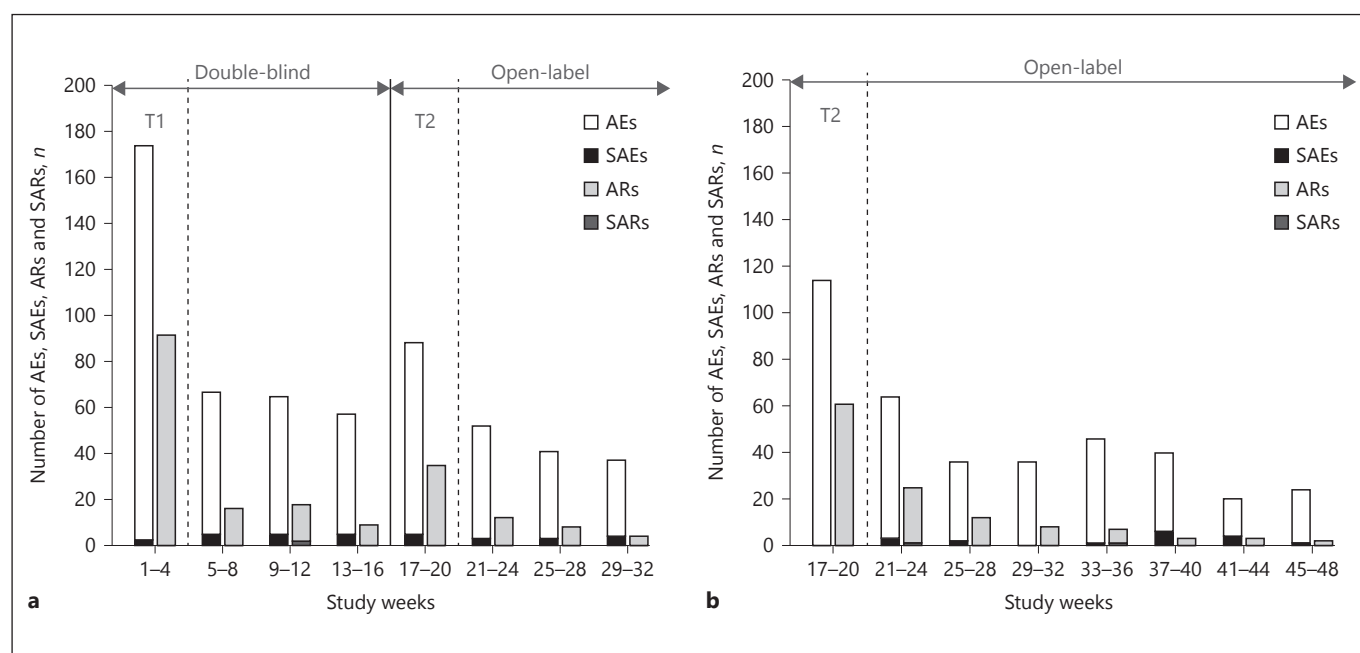 Double-blind
Open-label
T1
T2
AEs
SAEs
ARs
SARs
Number of AEs, SAEs, ARs and SARs, n
200
180
160
140
120
100
80
60
40
20
0
1–4
5–8
9–12
13–16
17–20
21–24
25–28
29–32
Study weeks
a
Open-label
T2
AEs
SAEs
ARs
SARs
Number of AEs, SAEs, ARs and SARs, n
200
180
160
140
120
100
80
60
40
20
0
17–20
21–24
25–28
29–32
33–36
37–40
41–44
45–48
Study weeks
b